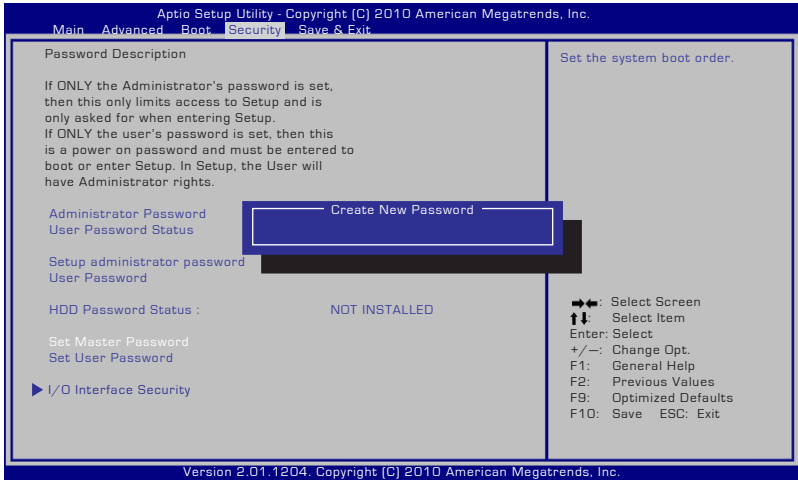 Aptio Setup Utility - Copyright (C) 2010 American Megatrends, Inc.
Main Advanced Boot Security Save & Exit
Password Description
If ONLY the Administrator's password is set,
then this only limits access to Setup and is
only asked for when entering Setup.
If ONLY the user's password is set, then this
is a power on password and must be entered to
boot or enter Setup. In Setup, the User will
have Administrator rights.
Administrator Password
User Password Status
Create New Password
Setup administrator password
User Password
HDD Password Status : NOT INSTALLED
Set Master Password
Set User Password
I/O Interface Security
Set the system boot order.
→←: Select Screen
↑↓: Select Item
Enter: Select
+/—: Change Opt.
F1: General Help
F2: Previous Values
F9: Optimized Defaults
F10: Save ESC: Exit
Version 2.01.1204. Copyright (C) 2010 American Megatrends, Inc.